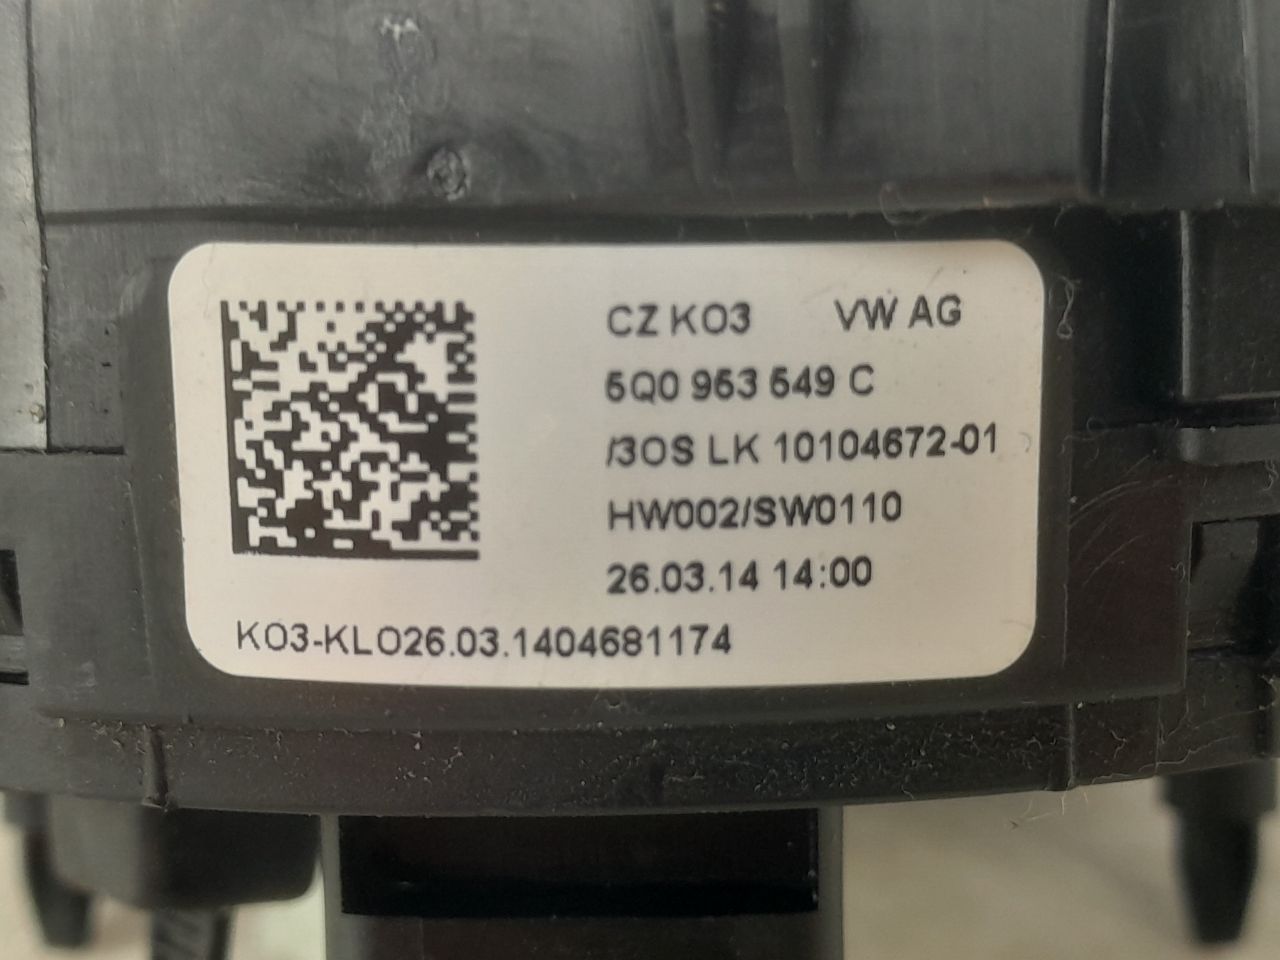 CZ KO3 VW AG
5Q0 953 549 C
/3OS LK 10104672-01
HW002/SW0110
26.03.14 14:00
KO3-KLO26.03.1404681174